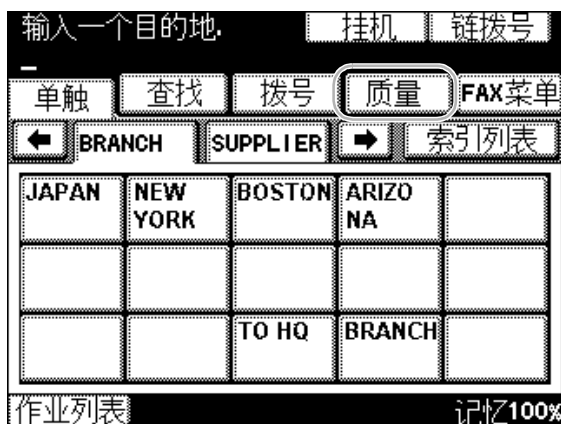 输入一个目的地. 挂机 链拨号
单触 查找 拨号 质量 FAX菜单
BRANCH SUPPLIER 索引列表
JAPAN NEW BOSTON ARIZO
YORK NA
TO HQ BRANCH
作业列表 记忆100%